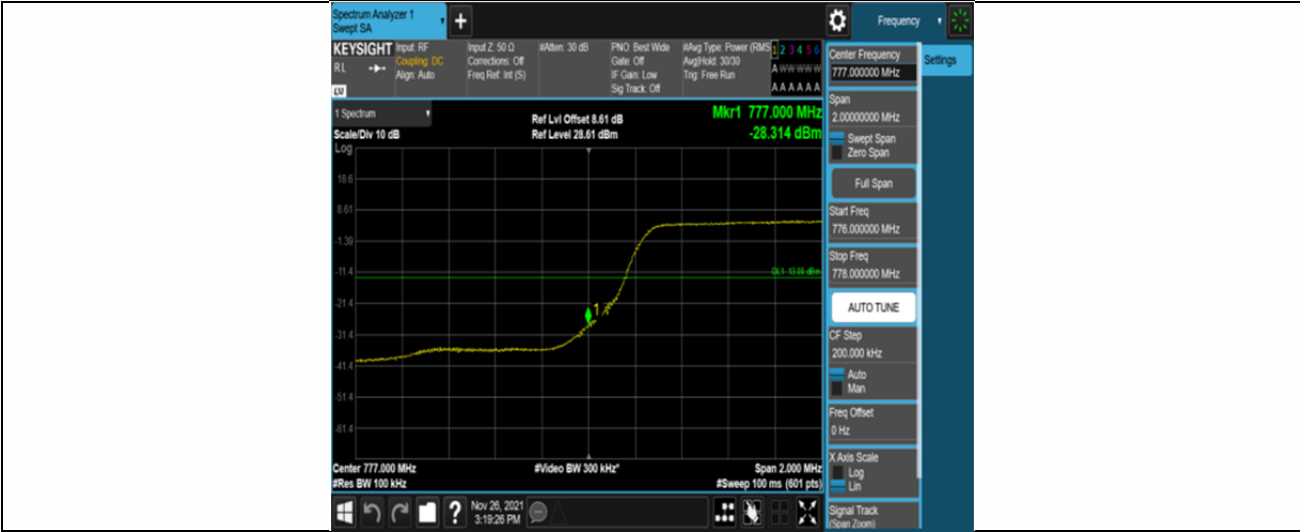 Spectrum Analyzer 1
Swept SA
+
Frequency
KEYSIGHT
RL
Input: RF
Coupling: DC
Align: Auto
Input Z: 50 Ω
Corrections: Off
Freq Ref: Int (S)
#Atten: 30 dB
PNO: Best Wide
Gate: Off
IF Gain: Low
Sig Track: Off
#Avg Type: Power (RMS
Avg|Hold: 30/30
Trig: Free Run
1 2 3 4 5 6
A W W W W W
A A A A A A
1 Spectrum
Scale/Div 10 dB
Ref Lvl Offset 8.61 dB
Ref Level 28.61 dBm
Mkr1 777.000 MHz
-28.314 dBm
Log
18.6
8.61
-1.39
-11.4
DL1 -13.00 dBm
-21.4
1
-31.4
-41.4
-51.4
-61.4
Center 777.000 MHz
#Video BW 300 kHz*
Span 2.000 MHz
#Res BW 100 kHz
#Sweep 100 ms (601 pts)
?
Nov 26, 2021
3:19:26 PM
Center Frequency
777.000000 MHz
Settings
Span
2.00000000 MHz
Swept Span
Zero Span
Full Span
Start Freq
776.000000 MHz
Stop Freq
778.000000 MHz
AUTO TUNE
CF Step
200.000 kHz
Auto
Man
Freq Offset
0 Hz
X Axis Scale
Log
Lin
Signal Track
(Span Zoom)